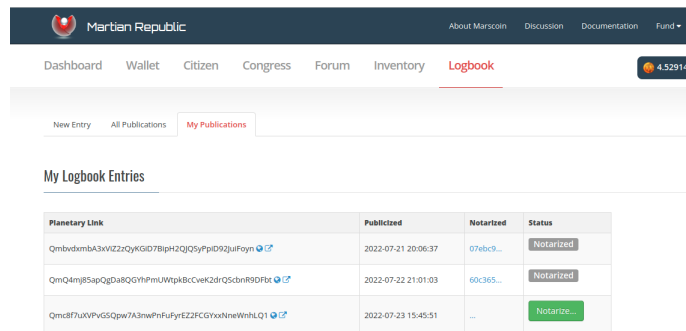 Martian Republic
About Marscoin Discussion Documentation Fund
Dashboard Wallet Citizen Congress Forum Inventory Logbook
4.52914
New Entry All Publications My Publications
My Logbook Entries
Planetary Link Publicized Notarized Status
QmbvdxmbA3xViZ2zQyKGiD7BipH2QJQSyPpiD92JuiFoyn 2022-07-21 20:06:37 07ebc9... Notarized
QmQ4mj85apQgDa8QGYhPmUWtpkBcCveK2drQScbnR9DFbt 2022-07-22 21:01:03 60c365... Notarized
Qmc8f7uXVPvGSQpw7A3nwPnFuFyrEZ2FCGYxxNneWnhLQ1 2022-07-23 15:45:51 ... Notarize...